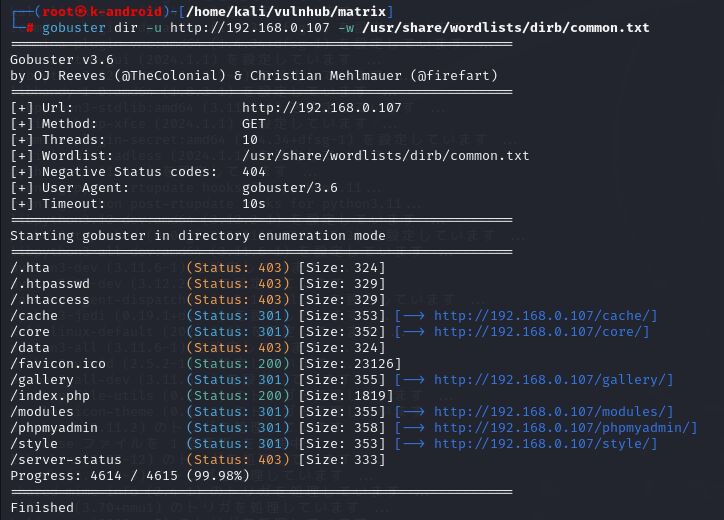 ┌──(root㉿k-android)-[/home/kali/vulnhub/matrix]
└─# gobuster dir -u http://192.168.0.107 -w /usr/share/wordlists/dirb/common.txt
===============================================================
Gobuster v3.6
by OJ Reeves (@TheColonial) & Christian Mehlmauer (@firefart)
===============================================================
[+] Url:                     http://192.168.0.107
[+] Method:                  GET
[+] Threads:                 10
[+] Wordlist:                /usr/share/wordlists/dirb/common.txt
[+] Negative Status codes:   404
[+] User Agent:              gobuster/3.6
[+] Timeout:                 10s
===============================================================
Starting gobuster in directory enumeration mode
===============================================================
/.hta                 (Status: 403) [Size: 324]
/.htpasswd            (Status: 403) [Size: 329]
/.htaccess            (Status: 403) [Size: 329]
/cache                (Status: 301) [Size: 353] [--> http://192.168.0.107/cache/]
/core                 (Status: 301) [Size: 352] [--> http://192.168.0.107/core/]
/data                 (Status: 403) [Size: 324]
/favicon.ico          (Status: 200) [Size: 23126]
/gallery              (Status: 301) [Size: 355] [--> http://192.168.0.107/gallery/]
/index.php            (Status: 200) [Size: 1819]
/modules              (Status: 301) [Size: 355] [--> http://192.168.0.107/modules/]
/phpmyadmin           (Status: 301) [Size: 358] [--> http://192.168.0.107/phpmyadmin/]
/style                (Status: 301) [Size: 353] [--> http://192.168.0.107/style/]
/server-status        (Status: 403) [Size: 333]
Progress: 4614 / 4615 (99.98%)
===============================================================
Finished